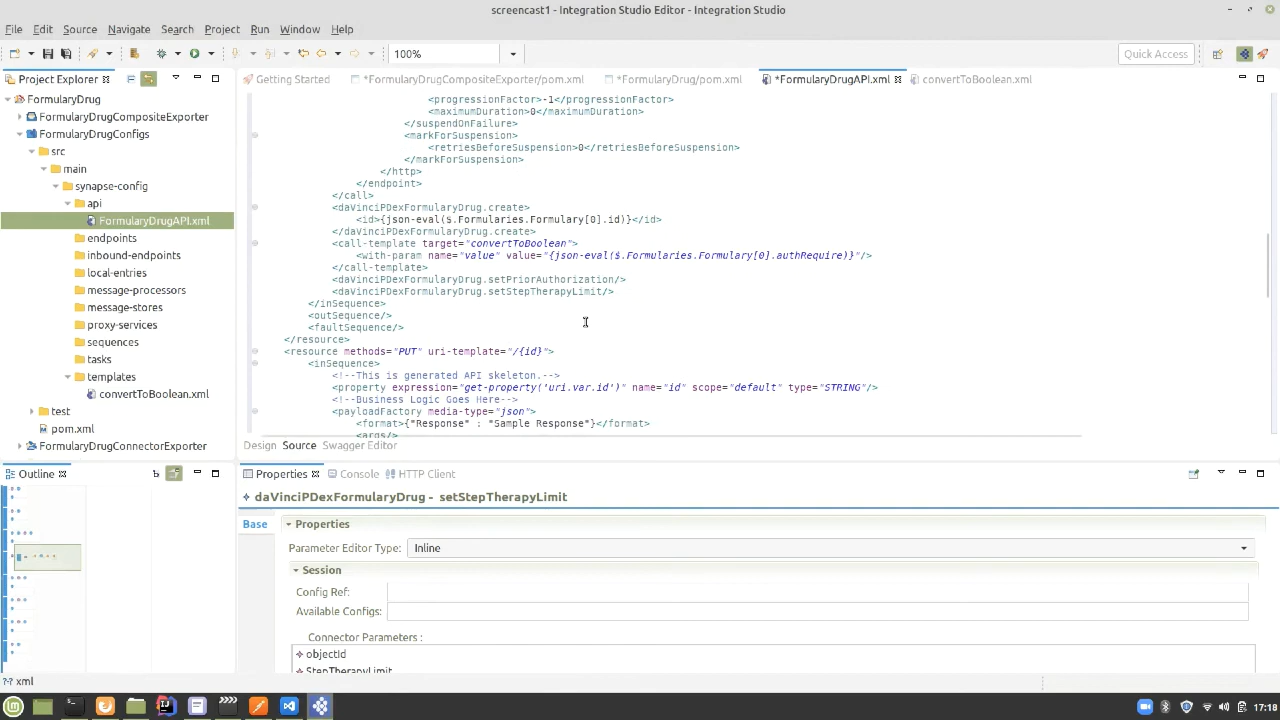 screencast1 - Integration Studio Editor - Integration Studio
File Edit Source Navigate Search Project Run Window Help
100%
Quick Access
Project Explorer
Getting Started
*FormularyDrugCompositeExporter/pom.xml
*FormularyDrug/pom.xml
*FormularyDrugAPI.xml
convertToBoolean.xml
FormularyDrug
FormularyDrugCompositeExporter
FormularyDrugConfigs
src
main
synapse-config
api
FormularyDrugAPI.xml
endpoints
inbound-endpoints
local-entries
message-processors
message-stores
proxy-services
sequences
tasks
templates
convertToBoolean.xml
test
pom.xml
FormularyDrugConnectorExporter
<progressionFactor>-1</progressionFactor>
<maximumDuration>0</maximumDuration>
</suspendOnFailure>
<markForSuspension>
<retriesBeforeSuspension>0</retriesBeforeSuspension>
</markForSuspension>
</http>
</endpoint>
</call>
<daVinciPDexFormularyDrug.create>
<id>{json-eval($.Formularies.Formulary[0].id)}</id>
</daVinciPDexFormularyDrug.create>
<call-template target="convertToBoolean">
<with-param name="value" value="{json-eval($.Formularies.Formulary[0].authRequire)}"/>
</call-template>
<daVinciPDexFormularyDrug.setPriorAuthorization/>
<daVinciPDexFormularyDrug.setStepTherapyLimit/>
</inSequence>
<outSequence/>
<faultSequence/>
</resource>
<resource methods="PUT" uri-template="/{id}">
<inSequence>
<!--This is generated API skeleton.-->
<property expression="get-property('uri.var.id')" name="id" scope="default" type="STRING"/>
<!--Business Logic Goes Here-->
<payloadFactory media-type="json">
<format>{"Response" : "Sample Response"}</format>
<args/>
Design Source Swagger Editor
Outline
Properties Console HTTP Client
daVinciPDexFormularyDrug - setStepTherapyLimit
Base
Properties
Parameter Editor Type: Inline
Session
Config Ref:
Available Configs:
Connector Parameters :
objectId
StepTherapyLimit
xml
17:18